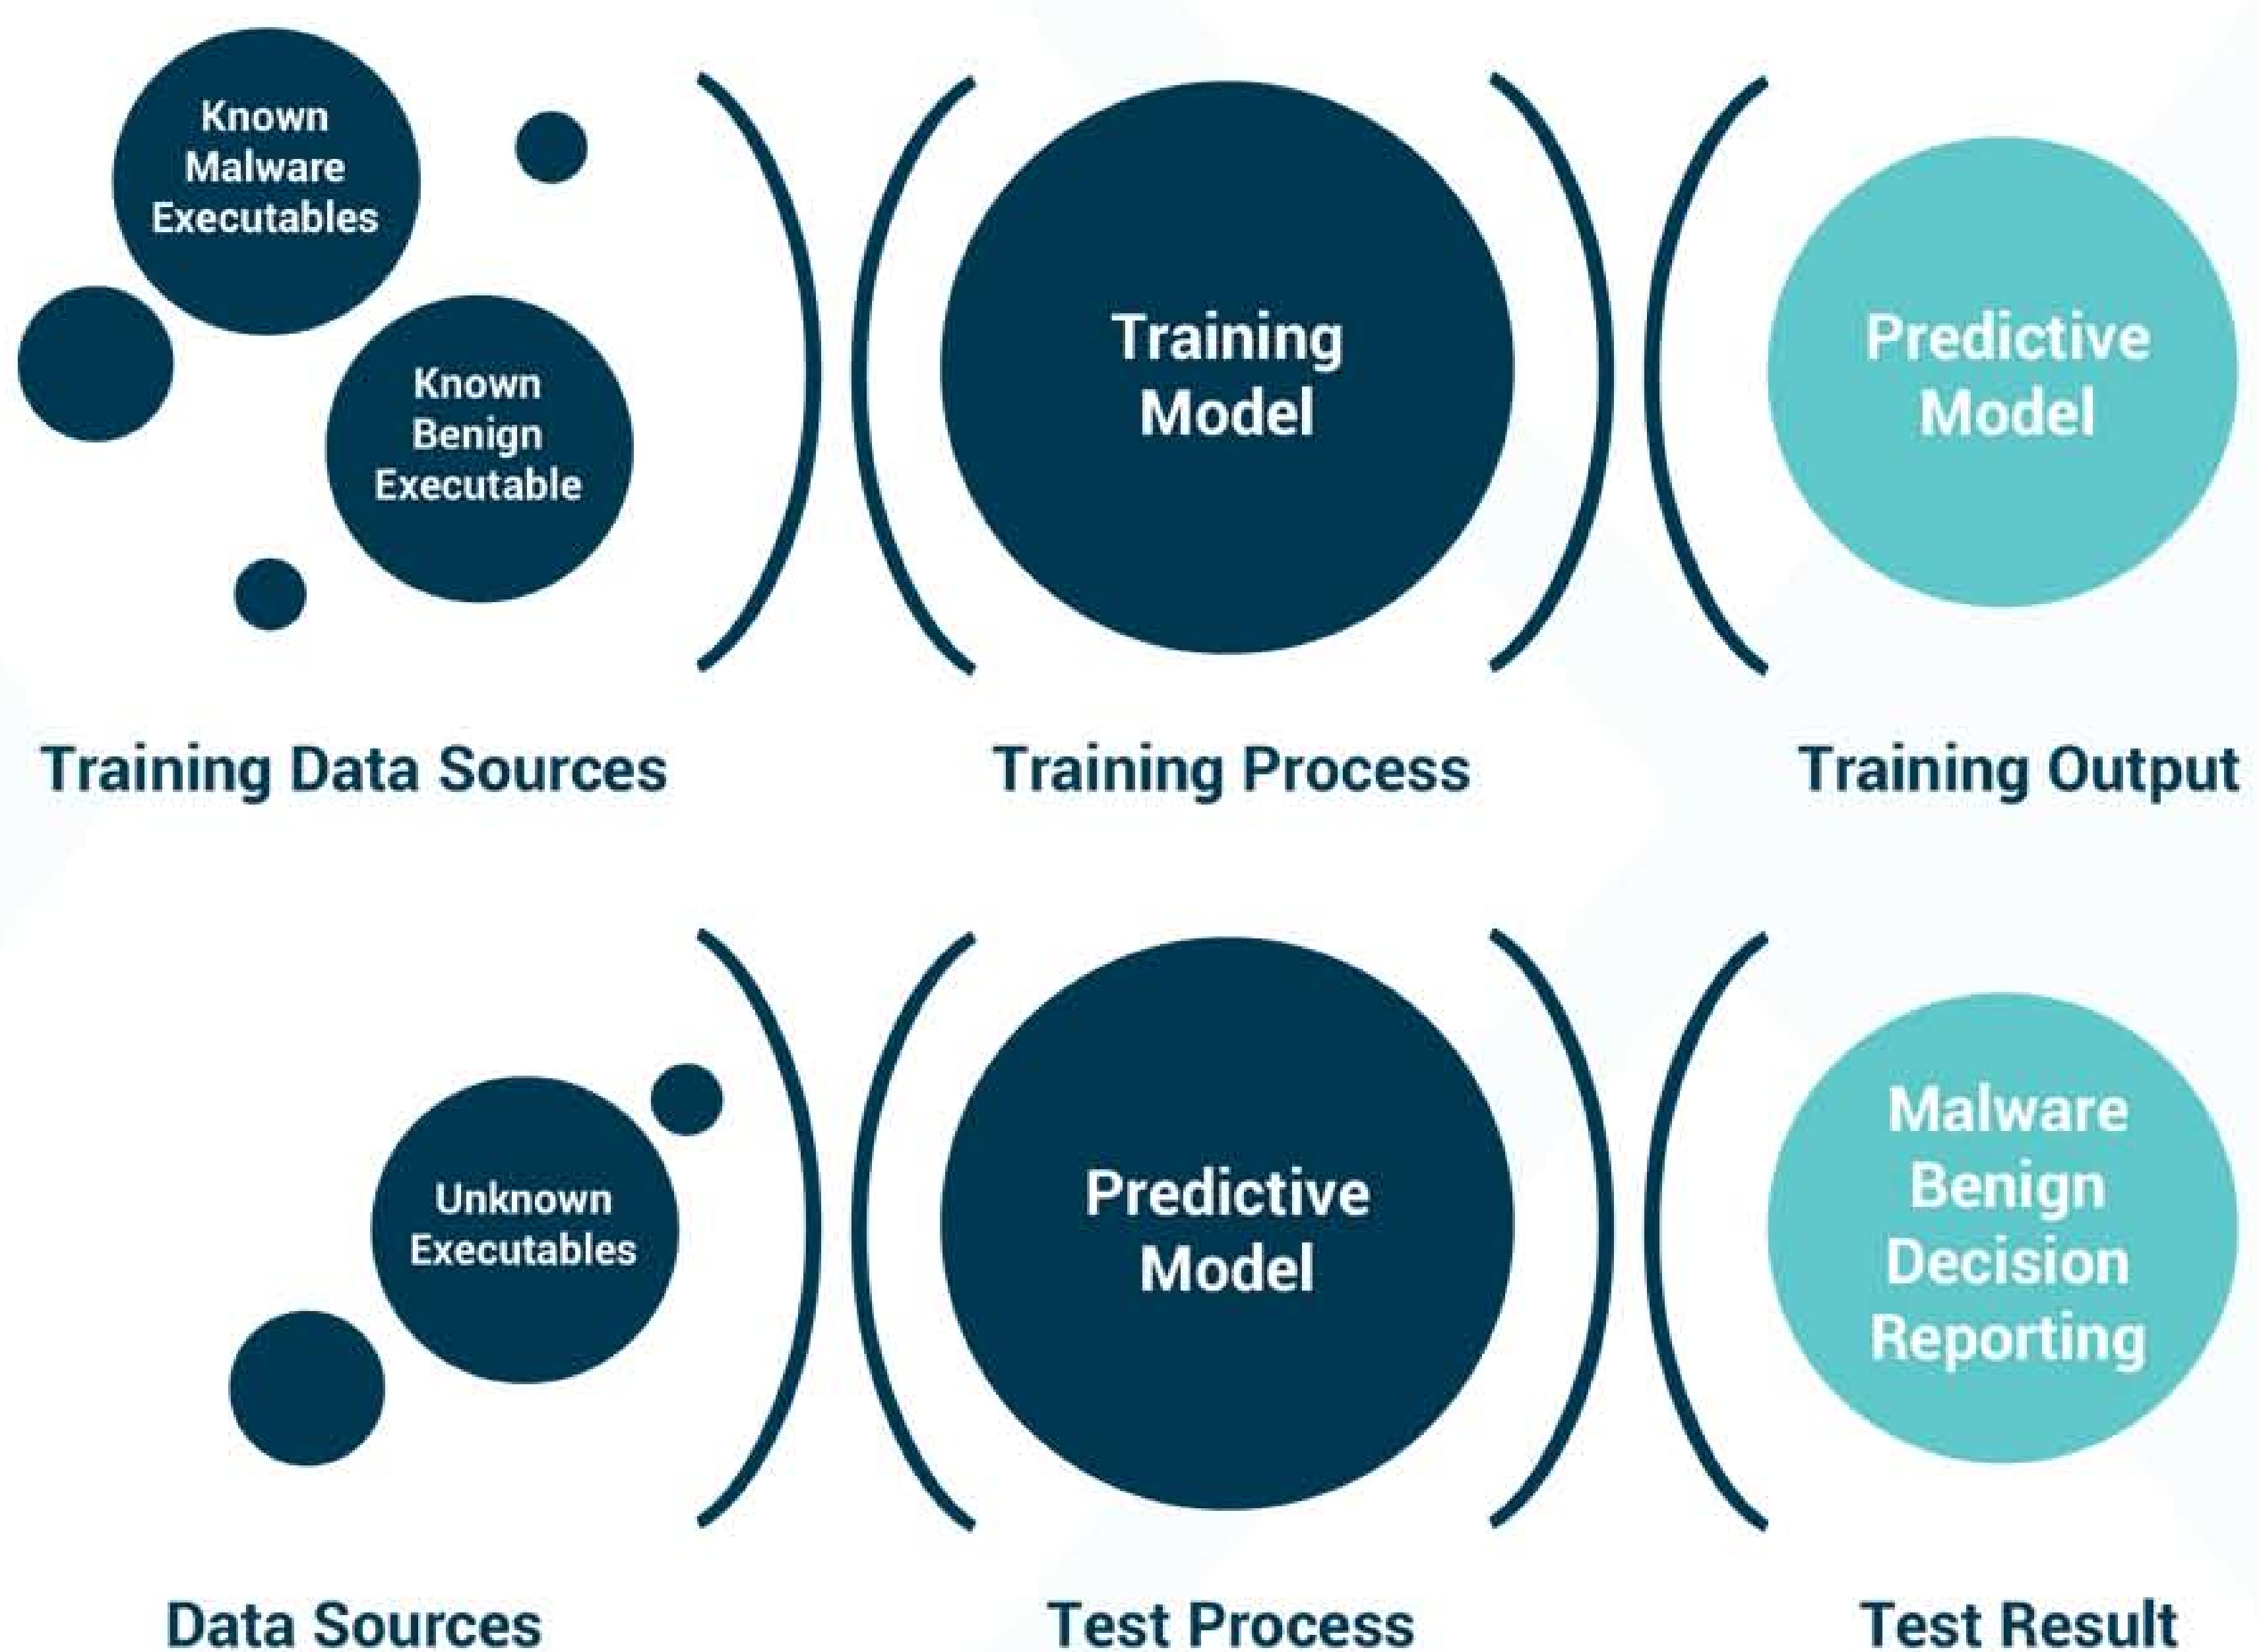 Known
Malware
Executables
Known
Benign
Executable
Training
Model
Predictive
Model
Training Data Sources
Training Process
Training Output
Unknown
Executables
Predictive
Model
Malware
Benign
Decision
Reporting
Data Sources
Test Process
Test Result